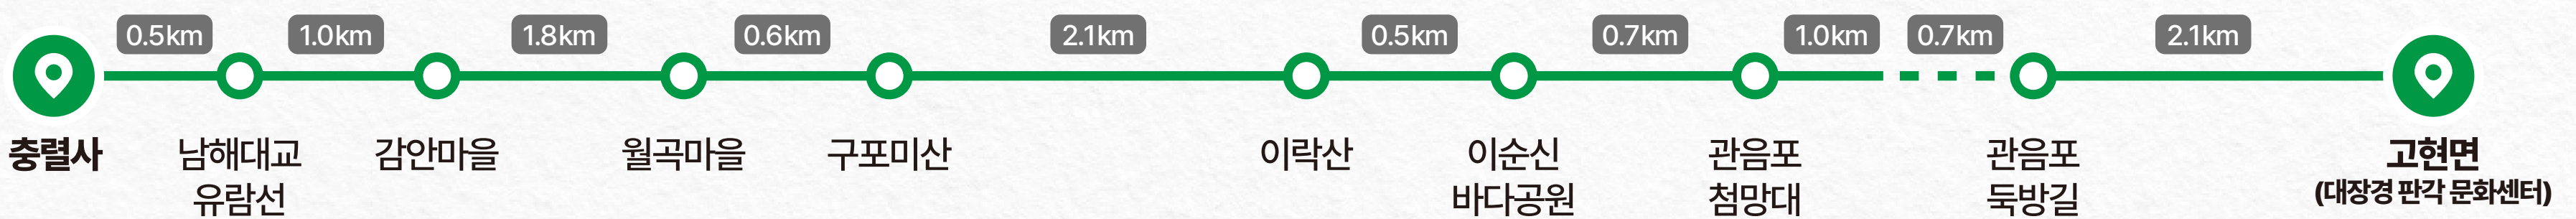 0.5km 1.0km 1.8km 0.6km 2.1km 0.5km 0.7km 1.0km 0.7km 2.1km
충렬사 남해대교 감안마을 월곡마을 구포미산 이락산 이순신 관음포 관음포 고현면
유람선 바다공원 첨망대 둑방길 (대장경 판각 문화센터)